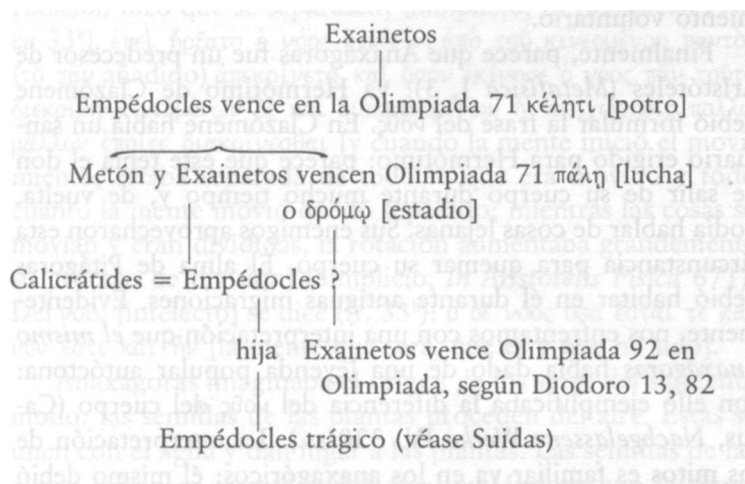 Exainetos
Empédocles vence en la Olimpiada 71 κέλητι [potro]
Metón y Exainetos vencen Olimpiada 71 πάλῃ [lucha]
o δρόμῳ [estadio]
Calicrátides = Empédocles ?
hija Exainetos vence Olimpiada 92 en
Olimpiada, según Diodoro 13, 82
Empédocles trágico (véase Suidas)